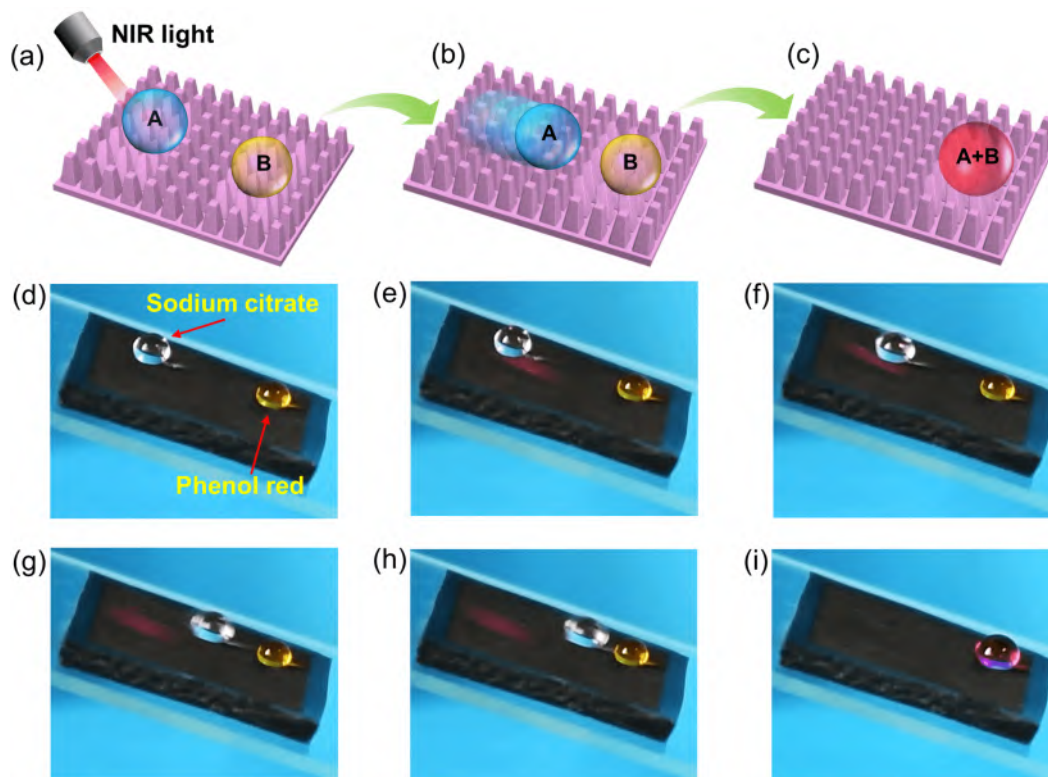 NIR light
(a)
(b)
(c)
A
B
A
B
A+B
(d)
Sodium citrate
Phenol red
(e)
(f)
(g)
(h)
(i)